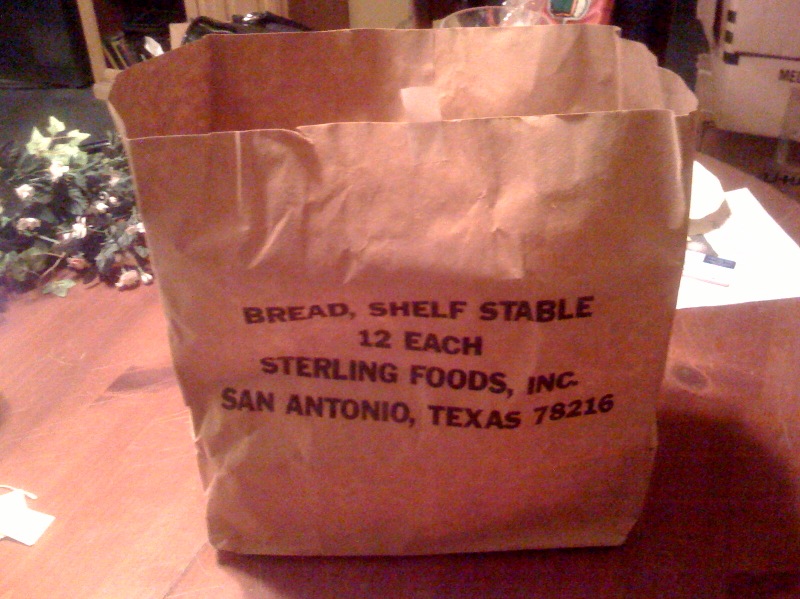 BREAD, SHELF STABLE
12 EACH
STERLING FOODS, INC.
SAN ANTONIO, TEXAS 78216